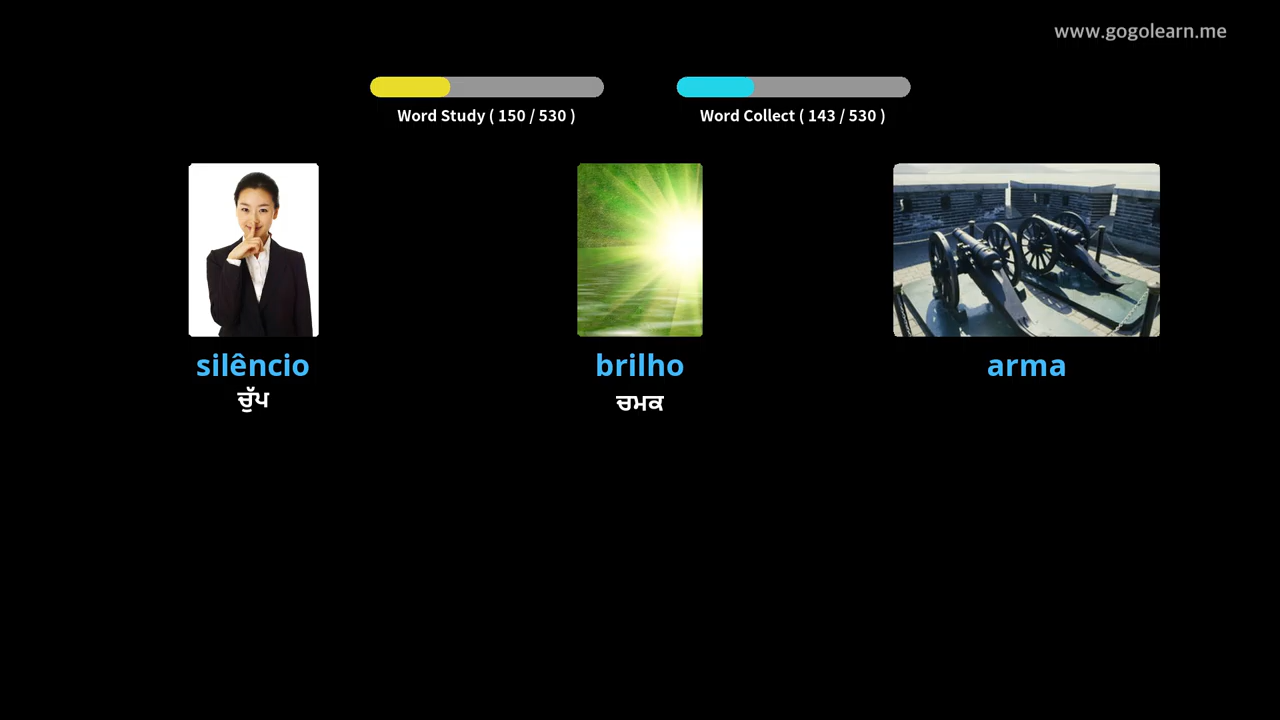 www.gogolearn.me
Word Study ( 150 / 530 )
Word Collect ( 143 / 530 )
silêncio
ਚੁੱਪ
brilho
ਚਮਕ
arma